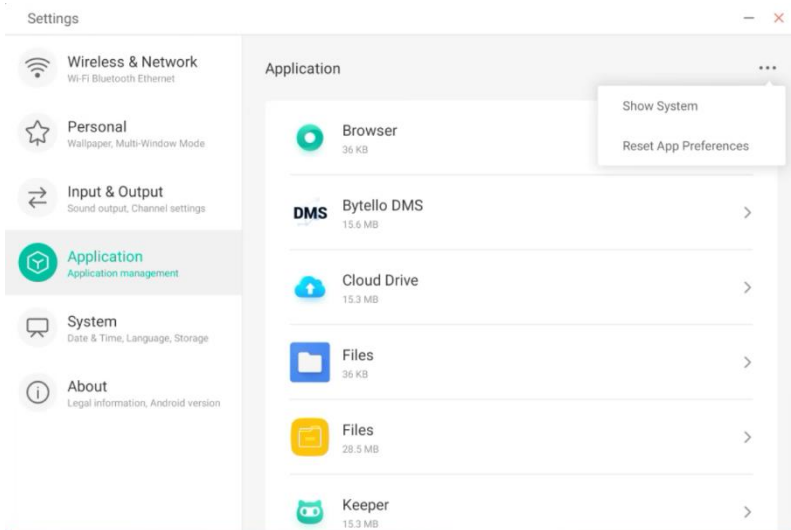 Settings
Wireless & Network
Wi-Fi Bluetooth Ethernet
Personal
Wallpaper, Multi-Window Mode
Input & Output
Sound output, Channel settings
Application
Application management
System
Date & Time, Language, Storage
About
Legal information, Android version
Application
Show System
Reset App Preferences
Browser
36 KB
DMS
Bytello DMS
15.6 MB
Cloud Drive
15.3 MB
Files
36 KB
Files
28.5 MB
Keeper
15.3 MB